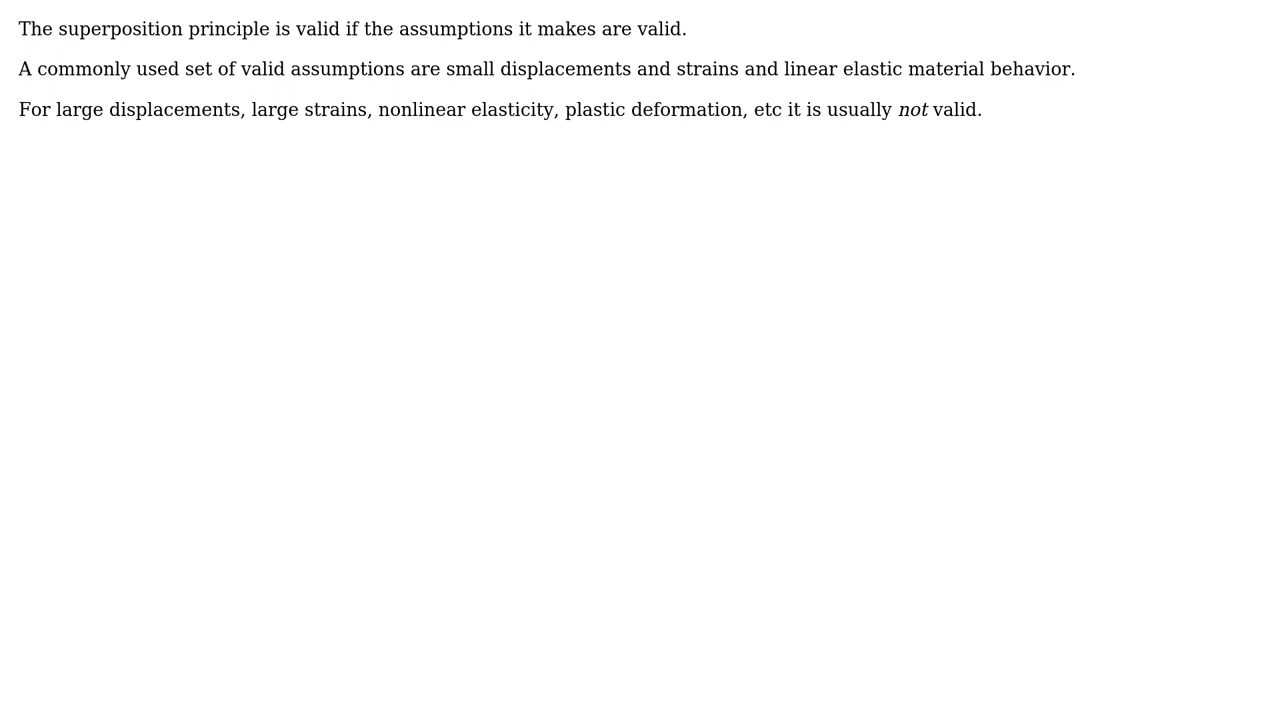 The superposition principle is valid if the assumptions it makes are valid.
A commonly used set of valid assumptions are small displacements and strains and linear elastic material behavior.
For large displacements, large strains, nonlinear elasticity, plastic deformation, etc it is usually not valid.